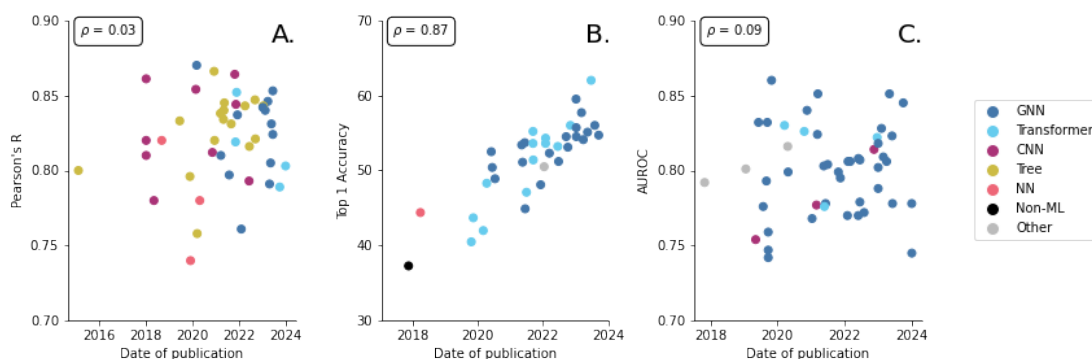 ρ = 0.03
A.
0.90
0.85
0.80
0.75
0.70
Pearson's R
2016 2018 2020 2022 2024
Date of publication
ρ = 0.87
B.
70
60
50
40
30
Top 1 Accuracy
2018 2020 2022 2024
Date of publication
ρ = 0.09
C.
0.90
0.85
0.80
0.75
0.70
AUROC
2018 2020 2022 2024
Date of publication
GNN
Transformer
CNN
Tree
NN
Non-ML
Other